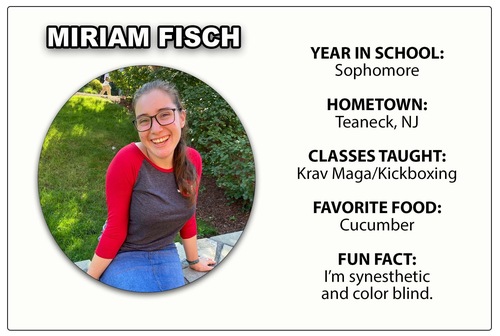 MIRIAM FISCH
YEAR IN SCHOOL:
Sophomore
HOMETOWN:
Teaneck, NJ
CLASSES TAUGHT:
Krav Maga/Kickboxing
FAVORITE FOOD:
Cucumber
FUN FACT:
I'm synesthetic
and color blind.